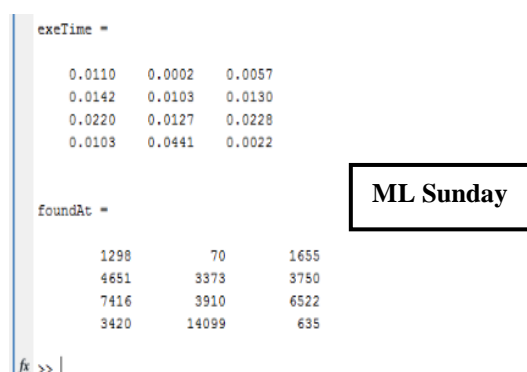 exeTime =
0.0110 0.0002 0.0057
0.0142 0.0103 0.0130
0.0220 0.0127 0.0228
0.0103 0.0441 0.0022
ML Sunday
foundAt =
1298 70 1655
4651 3373 3750
7416 3910 6522
3420 14099 635
fx >>